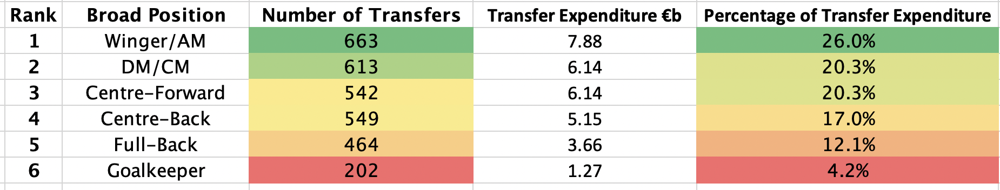 Rank Broad Position Number of Transfers Transfer Expenditure €b Percentage of Transfer Expenditure
1 Winger/AM 663 7.88 26.0%
2 DM/CM 613 6.14 20.3%
3 Centre-Forward 542 6.14 20.3%
4 Centre-Back 549 5.15 17.0%
5 Full-Back 464 3.66 12.1%
6 Goalkeeper 202 1.27 4.2%